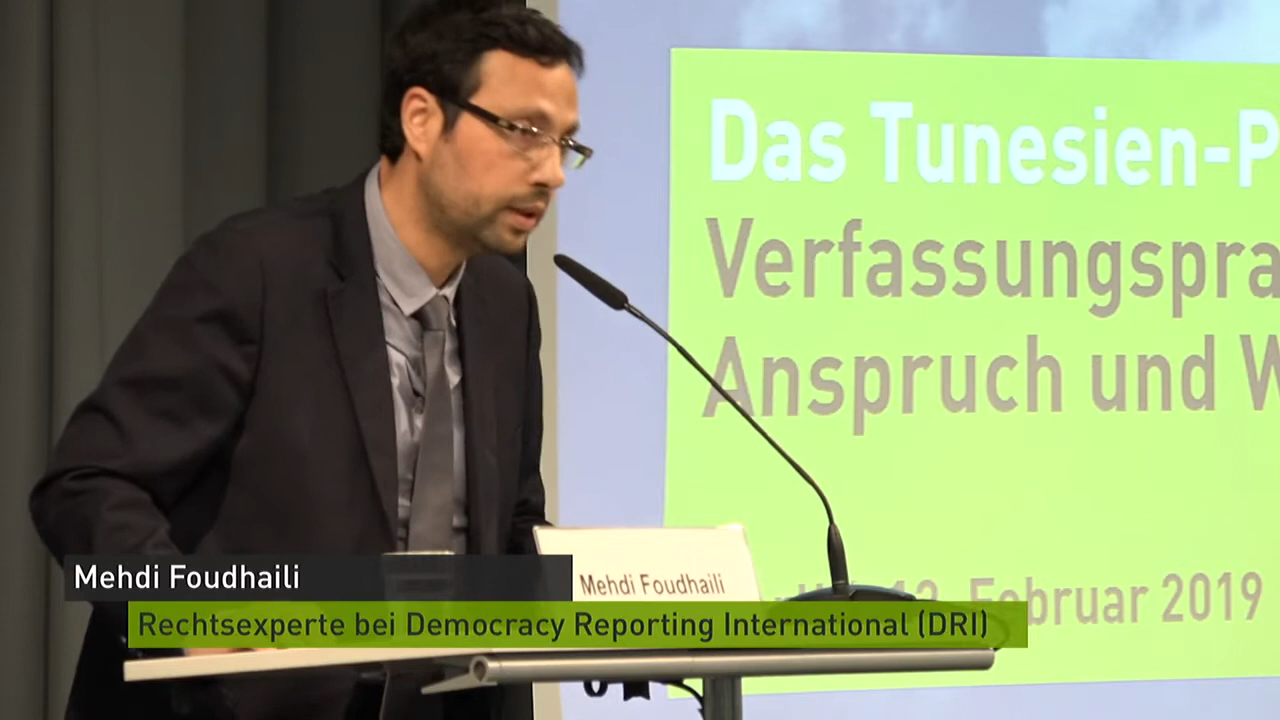 Das Tunesien-P
Verfassungspra
Anspruch und W
Februar 2019
Mehdi Foudhaili
Mehdi Foudhaili
Rechtsexperte bei Democracy Reporting International (DRI)